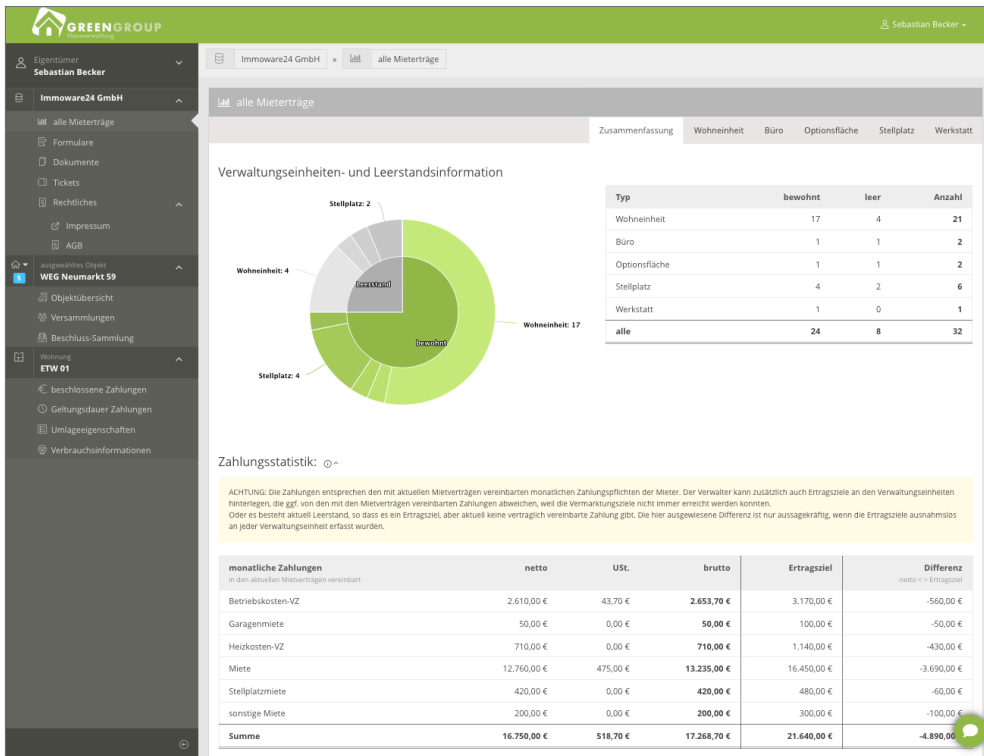 GREENGROUP
Hausverwaltung
Sebastian Becker
Eigentümer
Sebastian Becker
Immoware24 GmbH
alle Mieterträge
Formulare
Dokumente
Tickets
Rechtliches
Impressum
AGB
ausgewähltes Objekt
5
WEG Neumarkt 59
Objektübersicht
Versammlungen
Beschluss-Sammlung
Wohnung
ETW 01
beschlossene Zahlungen
Geltungsdauer Zahlungen
Umlageeigenschaften
Verbrauchsinformationen
Immoware24 GmbH » alle Mieterträge
alle Mieterträge
Zusammenfassung Wohneinheit Büro Optionsfläche Stellplatz Werkstatt
Verwaltungseinheiten- und Leerstandsinformation
Stellplatz: 2
Wohneinheit: 4
Leerstand
Wohneinheit: 17
bewohnt
Stellplatz: 4
Typ bewohnt leer Anzahl
Wohneinheit 17 4 21
Büro 1 1 2
Optionsfläche 1 1 2
Stellplatz 4 2 6
Werkstatt 1 0 1
alle 24 8 32
Zahlungsstatistik:
ACHTUNG: Die Zahlungen entsprechen den mit aktuellen Mietverträgen vereinbarten monatlichen Zahlungspflichten der Mieter. Der Verwalter kann zusätzlich auch Ertragsziele an den Verwaltungseinheiten
hinterlegen, die ggf. von den mit den Mietverträgen vereinbarten Zahlungen abweichen, weil die Vermarktungsziele nicht immer erreicht werden konnten.
Oder es besteht aktuell Leerstand, so dass es ein Ertragsziel, aber aktuell keine vertraglich vereinbarte Zahlung gibt. Die hier ausgewiesene Differenz ist nur aussagekräftig, wenn die Ertragsziele ausnahmslos
an jeder Verwaltungseinheit erfasst wurden.
monatliche Zahlungen netto USt. brutto Ertragsziel Differenz
in den aktuellen Mietverträgen vereinbart netto < > Ertragsziel
Betriebskosten-VZ 2.610,00 € 43,70 € 2.653,70 € 3.170,00 € -560,00 €
Garagenmiete 50,00 € 0,00 € 50,00 € 100,00 € -50,00 €
Heizkosten-VZ 710,00 € 0,00 € 710,00 € 1.140,00 € -430,00 €
Miete 12.760,00 € 475,00 € 13.235,00 € 16.450,00 € -3.690,00 €
Stellplatzmiete 420,00 € 0,00 € 420,00 € 480,00 € -60,00 €
sonstige Miete 200,00 € 0,00 € 200,00 € 300,00 € -100,00 €
Summe 16.750,00 € 518,70 € 17.268,70 € 21.640,00 € -4.890,00